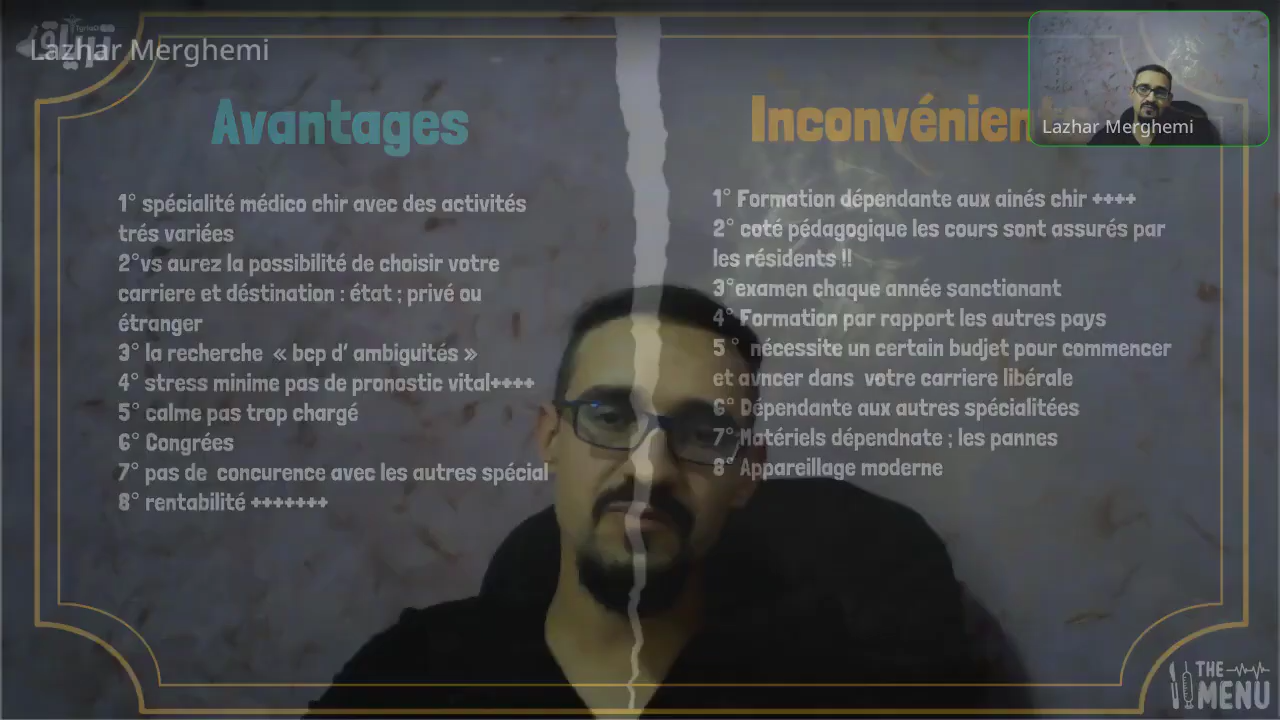 ترياق
Lazhar Merghemi
Avantages
1° spécialité médico chir avec des activités
trés variées
2°vs aurez la possibilité de choisir votre
carriere et déstination : état ; privé ou
étranger
3° la recherche « bcp d' ambiguités »
4° stress minime pas de pronostic vital++++
5° calme pas trop chargé
6° Congrées
7° pas de concurence avec les autres spécial
8° rentabilité +++++++
Inconvénient
Lazhar Merghemi
1° Formation dépendante aux ainés chir ++++
2° coté pédagogique les cours sont assurés par
les résidents !!
3°examen chaque année sanctionant
4° Formation par rapport les autres pays
5 ° nécessite un certain budjet pour commencer
et avncer dans votre carriere libérale
6° Dépendante aux autres spécialitées
7° Matériels dépendnate ; les pannes
8° Appareillage moderne
THE
MENU